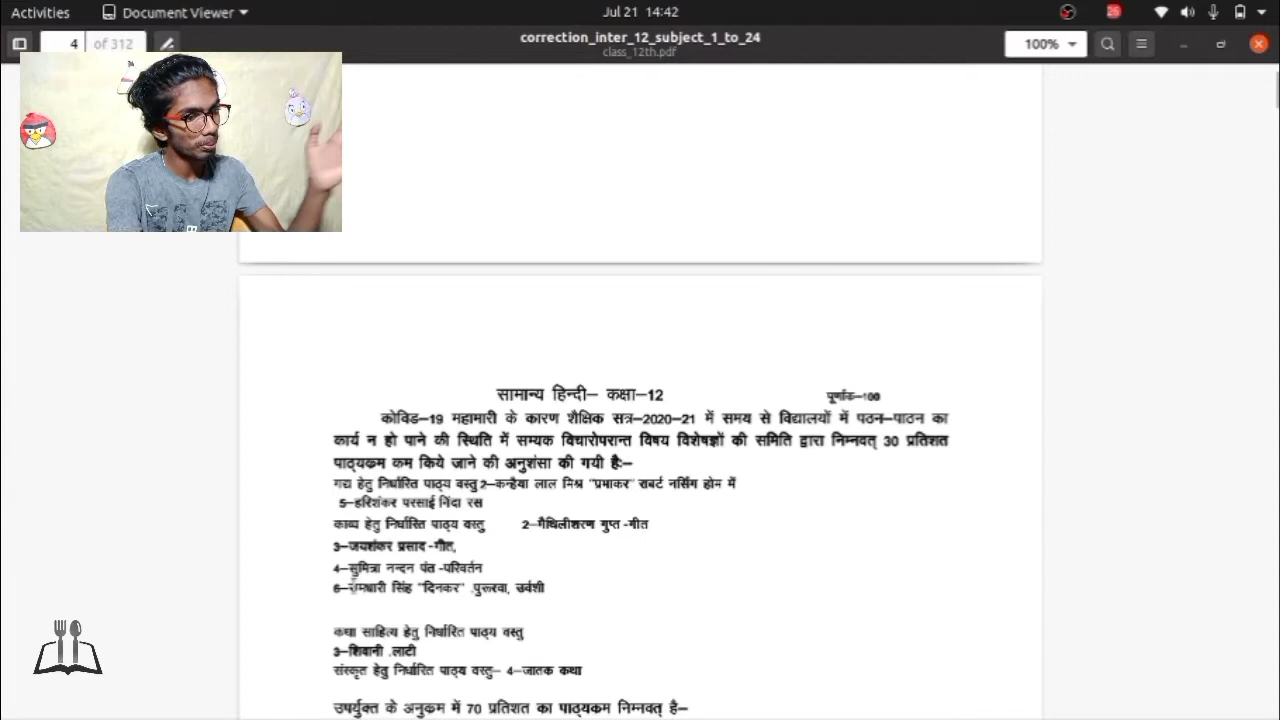 Activities Document Viewer Jul 21 14:42 26
4 of 312 correction_inter_12_subject_1_to_24 100%
class_12th.pdf
सामान्य हिन्दी– कक्षा–12 पूर्णांक–100
कोविड–19 महामारी के कारण शैक्षिक सत्र–2020–21 में समय से विद्यालयों में पठन–पाठन का
कार्य न हो पाने की स्थिति में सम्यक विचारोपरान्त विषय विशेषज्ञों की समिति द्वारा निम्नवत् 30 प्रतिशत
पाठ्यक्रम कम किये जाने की अनुशंसा की गयी हैः–
गद्य हेतु निर्धारित पाठ्य वस्तु 2–कन्हैया लाल मिश्र "प्रभाकर" राबर्ट नर्सिंग होम में
5–हरिशंकर परसाई निंदा रस
काव्य हेतु निर्धारित पाठ्य वस्तु 2–मैथिलीशरण गुप्त -गीत
3–जयशंकर प्रसाद -गीत,
4–सुमित्रा नन्दन पंत -परिवर्तन
6–रामधारी सिंह "दिनकर" .पुरूरवा, उर्वशी
कथा साहित्य हेतु निर्धारित पाठ्य वस्तु
3–शिवानी .लाटी
संस्कृत हेतु निर्धारित पाठ्य वस्तु– 4–जातक कथा
उपर्युक्त के अनुक्रम में 70 प्रतिशत का पाठ्यक्रम निम्नवत् है–